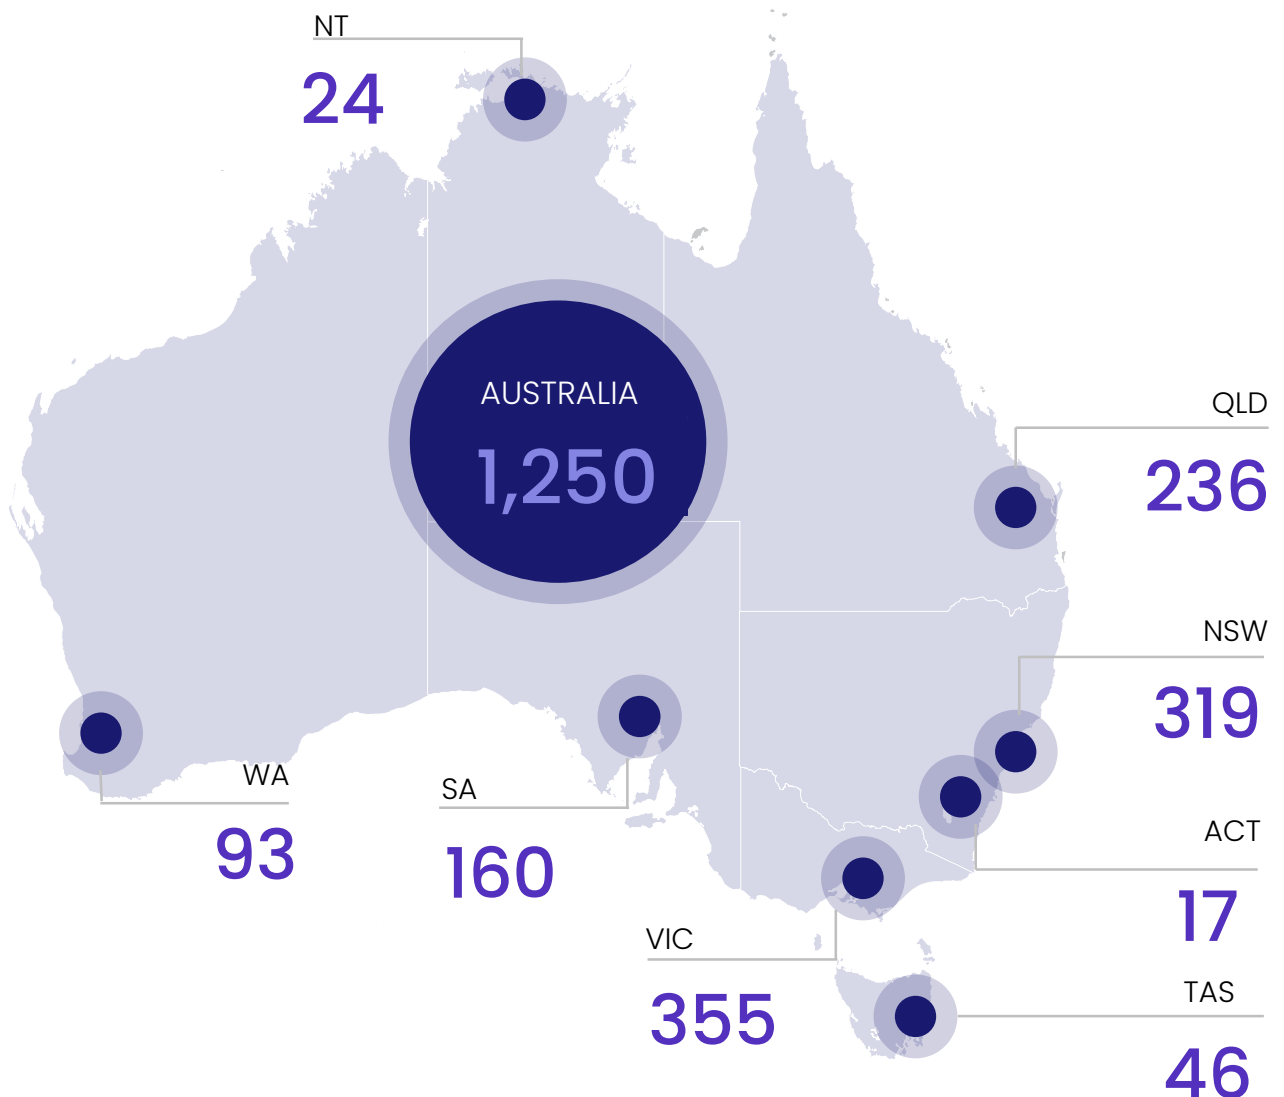 NT
24
AUSTRALIA
1,250
QLD
236
NSW
319
WA
93
SA
160
ACT
17
VIC
355
TAS
46